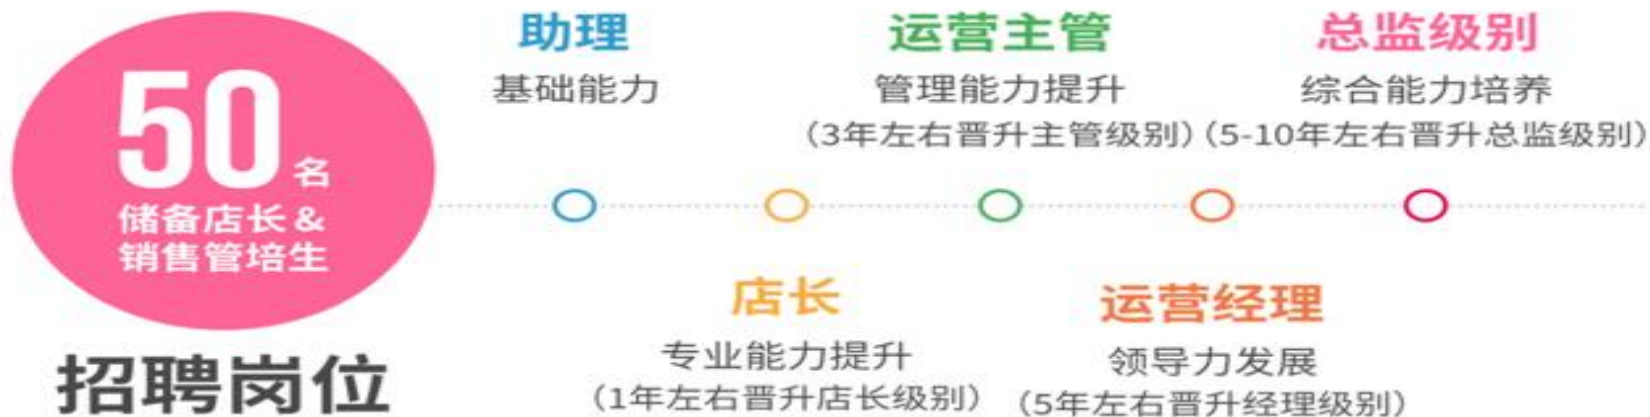 50名
储备店长&
销售管培生
招聘岗位
助理
基础能力
店长
专业能力提升
（1年左右晋升店长级别）
运营主管
管理能力提升
（3年左右晋升主管级别）
运营经理
领导力发展
（5年左右晋升经理级别）
总监级别
综合能力培养
（5-10年左右晋升总监级别）